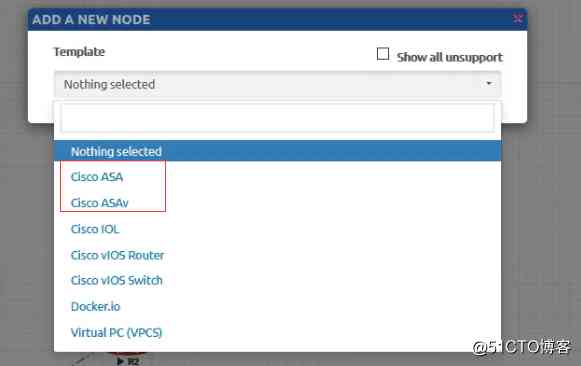 ADD A NEW NODE
Template
Show all unsupport
Nothing selected
Nothing selected
Cisco ASA
Cisco ASAv
Cisco IOL
Cisco vIOS Router
Cisco vIOS Switch
Docker.io
Virtual PC (VPCS)
R2
@51CTO博客